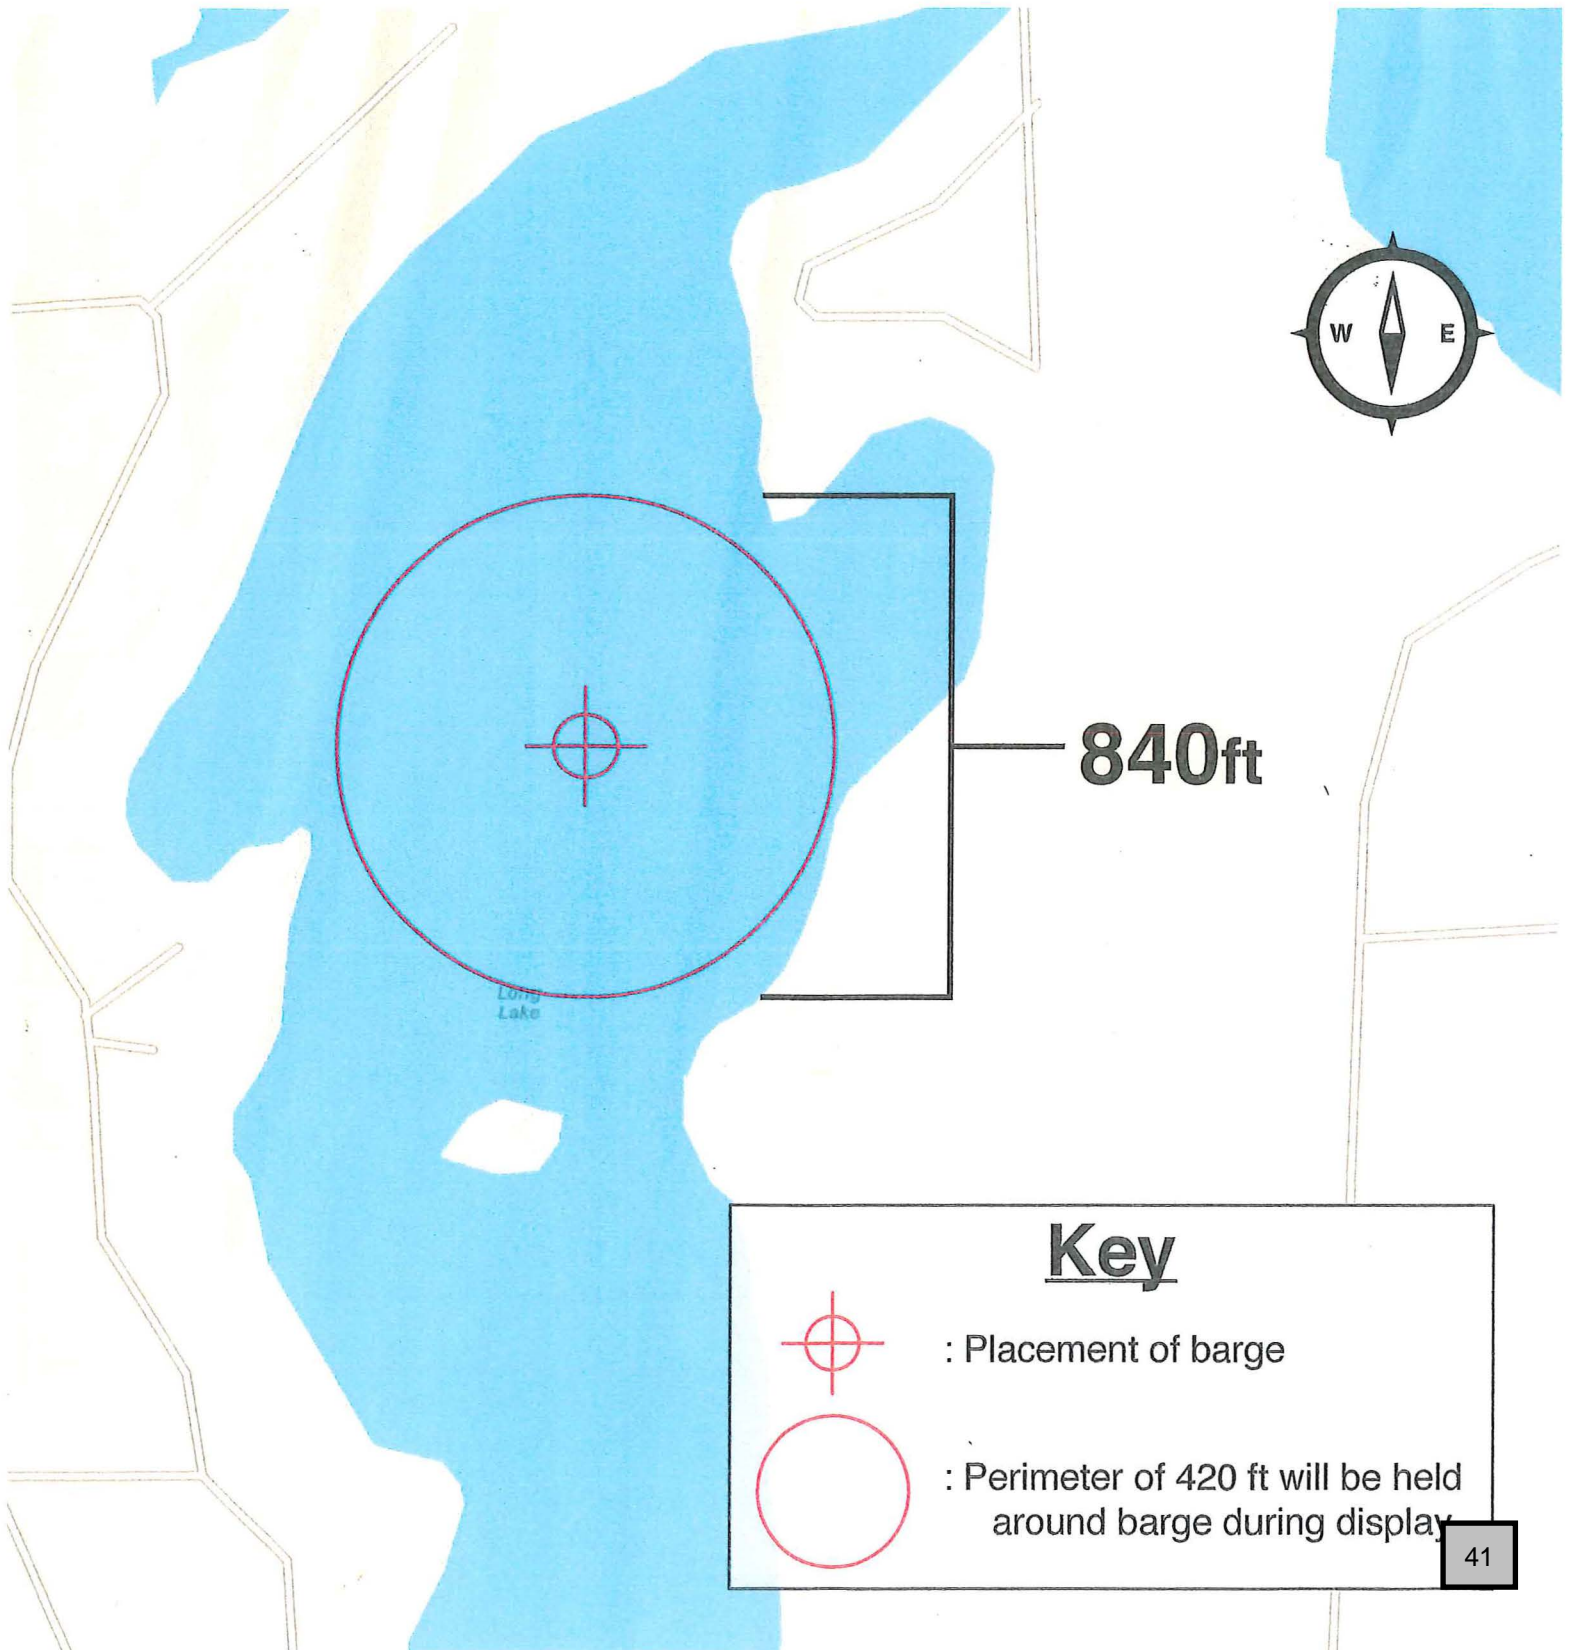 W E
840ft
Long
Lake
Key
: Placement of barge
: Perimeter of 420 ft will be held
around barge during display
41